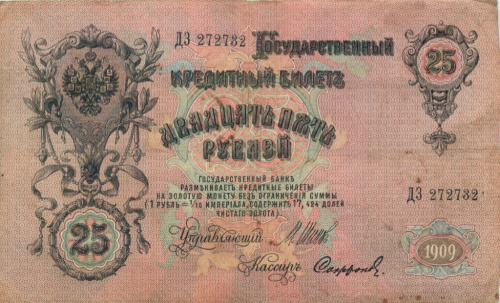 ДЗ 272732 Государственный
25
Кредитный Билетъ
Двадцать Пять
Рублей
Государственный Банкъ
размѣниваетъ кредитные билеты
на золотую монету безъ ограниченія суммы
(1 рубль = 1/15 империала, содержитъ 17,424 долей
чистаго золота).
ДЗ 272732
25
Управляющій
Кассиръ
1909